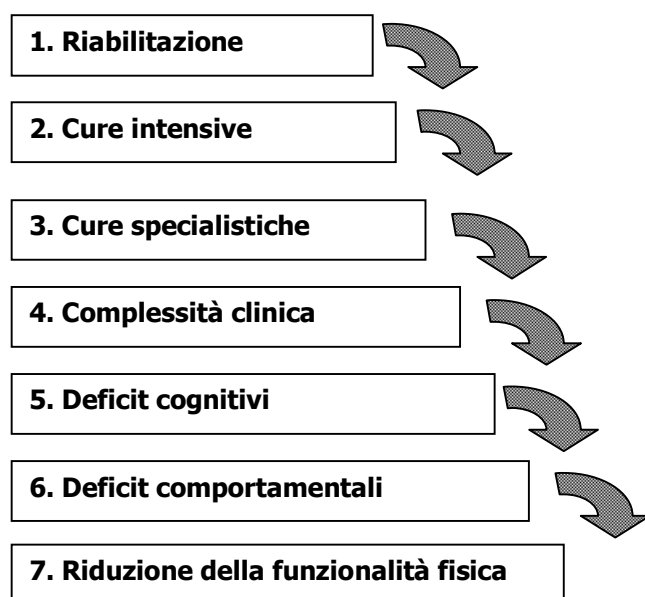 1. Riabilitazione
2. Cure intensive
3. Cure specialistiche
4. Complessità clinica
5. Deficit cognitivi
6. Deficit comportamentali
7. Riduzione della funzionalità fisica